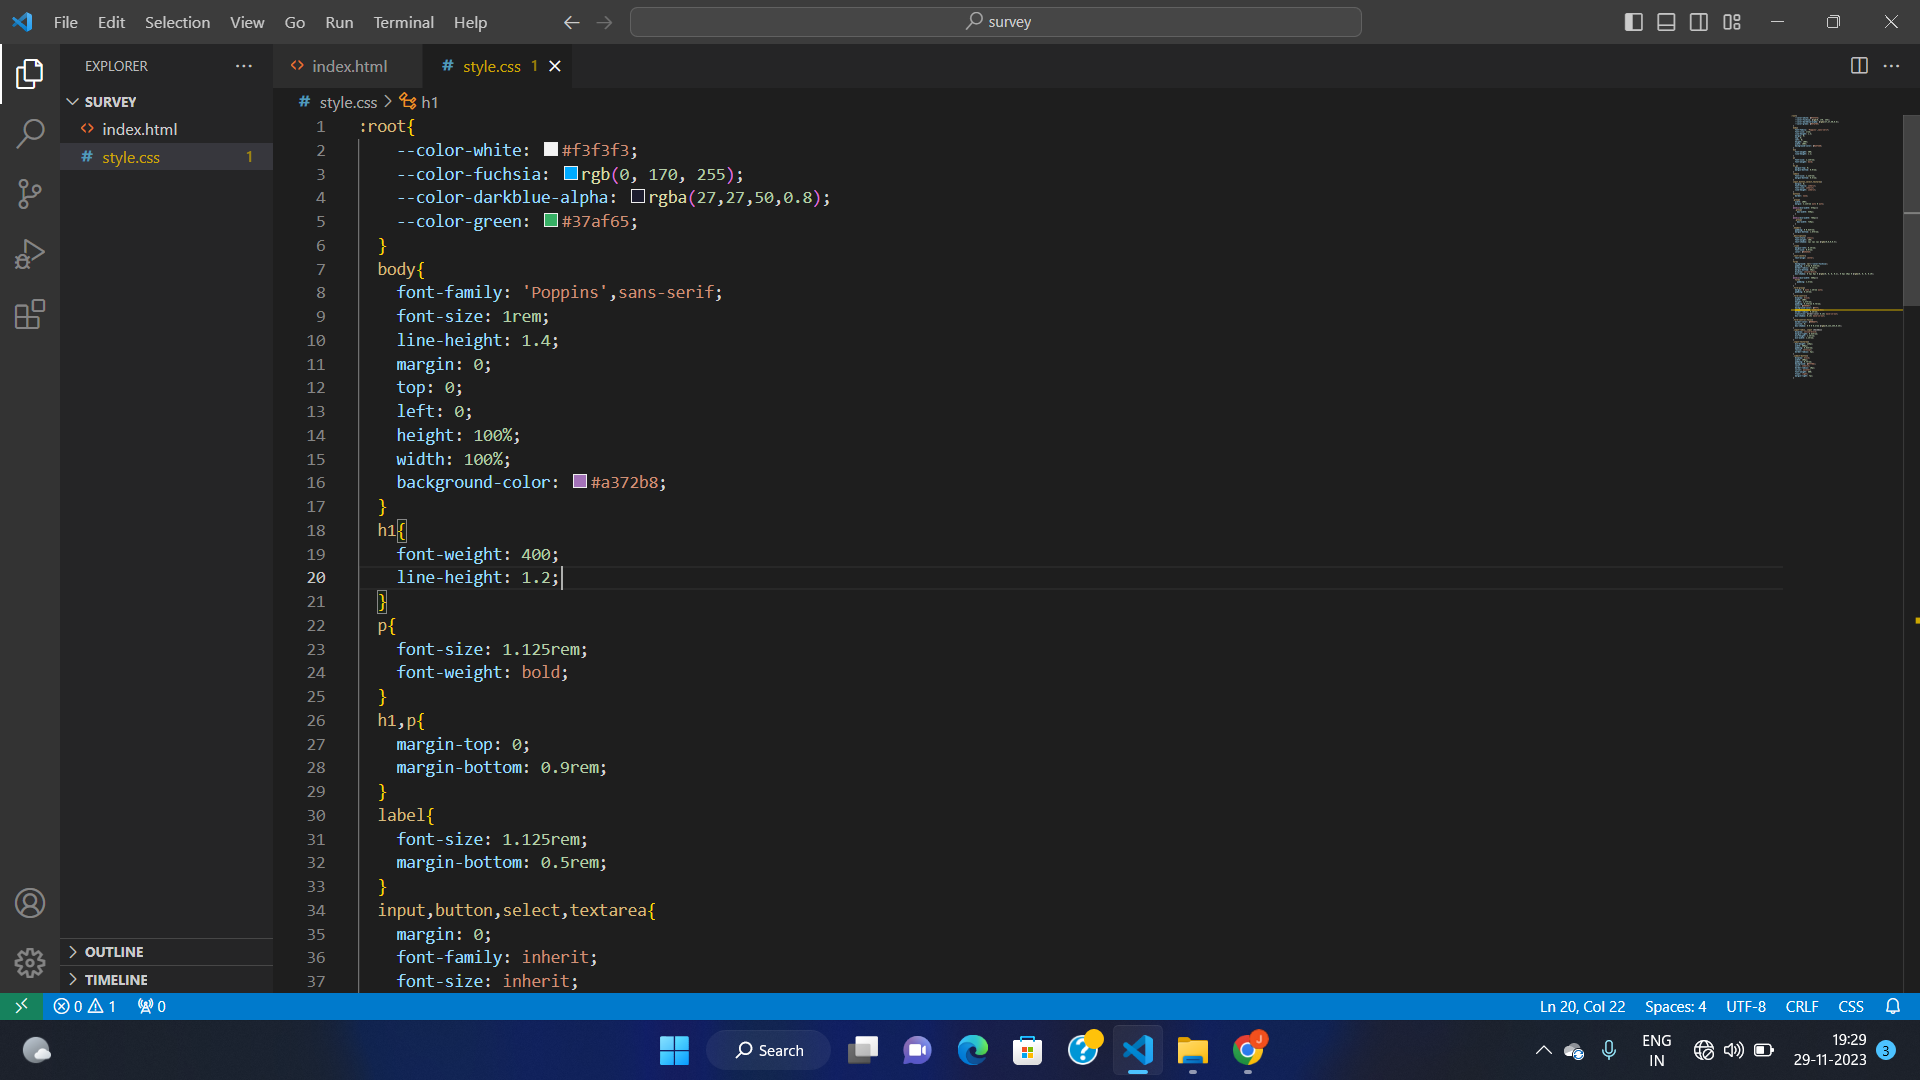 File Edit Selection View Go Run Terminal Help
survey
EXPLORER
SURVEY
index.html
style.css 1
OUTLINE
TIMELINE
index.html
style.css 1
style.css > h1
1 :root{
2 --color-white: #f3f3f3;
3 --color-fuchsia: rgb(0, 170, 255);
4 --color-darkblue-alpha: rgba(27,27,50,0.8);
5 --color-green: #37af65;
6 }
7 body{
8 font-family: 'Poppins',sans-serif;
9 font-size: 1rem;
10 line-height: 1.4;
11 margin: 0;
12 top: 0;
13 left: 0;
14 height: 100%;
15 width: 100%;
16 background-color: #a372b8;
17 }
18 h1{
19 font-weight: 400;
20 line-height: 1.2;
21 }
22 p{
23 font-size: 1.125rem;
24 font-weight: bold;
25 }
26 h1,p{
27 margin-top: 0;
28 margin-bottom: 0.9rem;
29 }
30 label{
31 font-size: 1.125rem;
32 margin-bottom: 0.5rem;
33 }
34 input,button,select,textarea{
35 margin: 0;
36 font-family: inherit;
37 font-size: inherit;
0 1 0
Ln 20, Col 22 Spaces: 4 UTF-8 CRLF CSS
Search
J
ENG
IN
19:29
29-11-2023
3